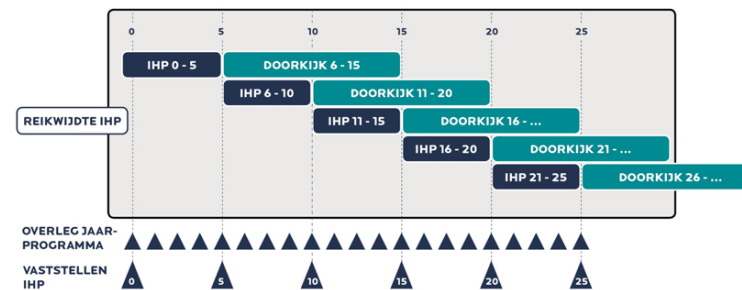 0 5 10 15 20 25
IHP 0 - 5 DOORKIJK 6 - 15
IHP 6 - 10 DOORKIJK 11 - 20
REIKWIJDTE IHP IHP 11 - 15 DOORKIJK 16 - ...
IHP 16 - 20 DOORKIJK 21 - ...
IHP 21 - 25 DOORKIJK 26 - ...
OVERLEG JAAR-
PROGRAMMA
VASTSTELLEN
IHP
0 5 10 15 20 25